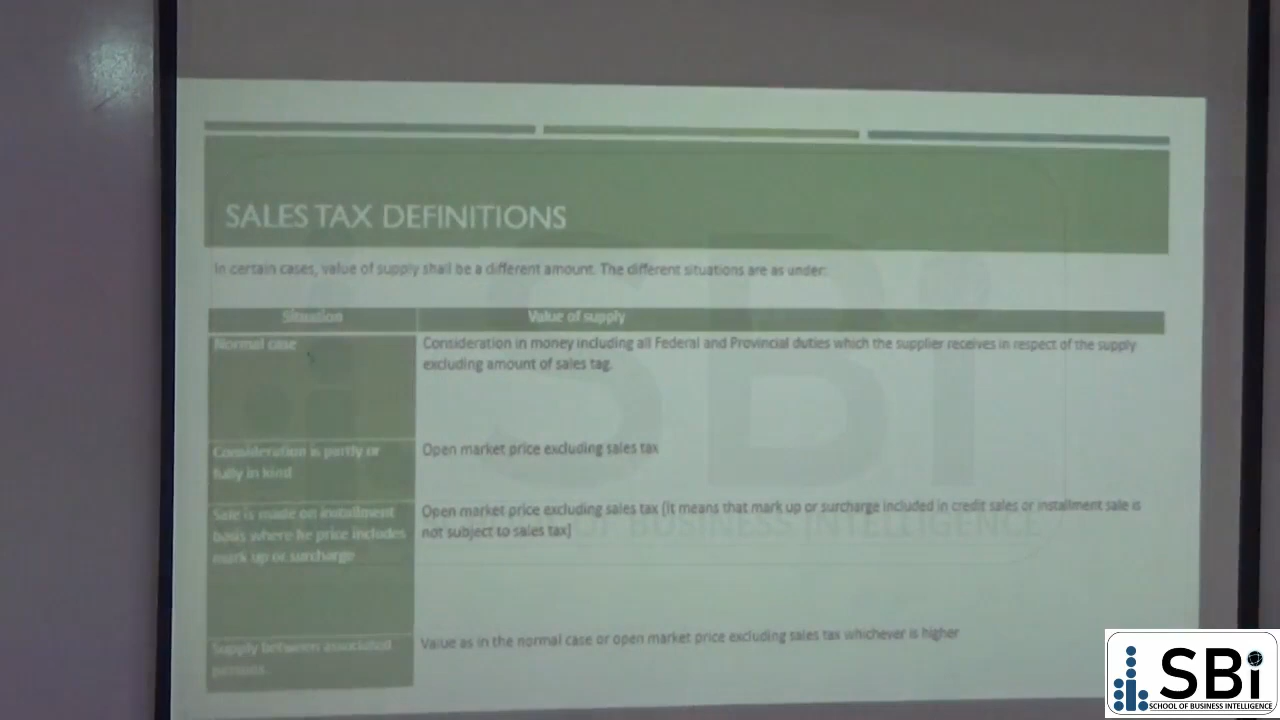 SALES TAX DEFINITIONS
In certain cases, value of supply shall be a different amount. The different situations are as under:
Situation
Value of supply
Normal case
Consideration in money including all Federal and Provincial duties which the supplier receives in respect of the supply
excluding amount of sales tag.
Consideration is partly or
fully in kind
Open market price excluding sales tax
Sale is made on installment
basis where he price includes
mark up or surcharge
Open market price excluding sales tax [It means that mark up or surcharge included in credit sales or installment sale is
not subject to sales tax]
Supply between associated
persons.
Value as in the normal case or open market price excluding sales tax whichever is higher
SBi
OF BUSINESS INTELLIGENCE
SBi
SCHOOL OF BUSINESS INTELLIGENCE